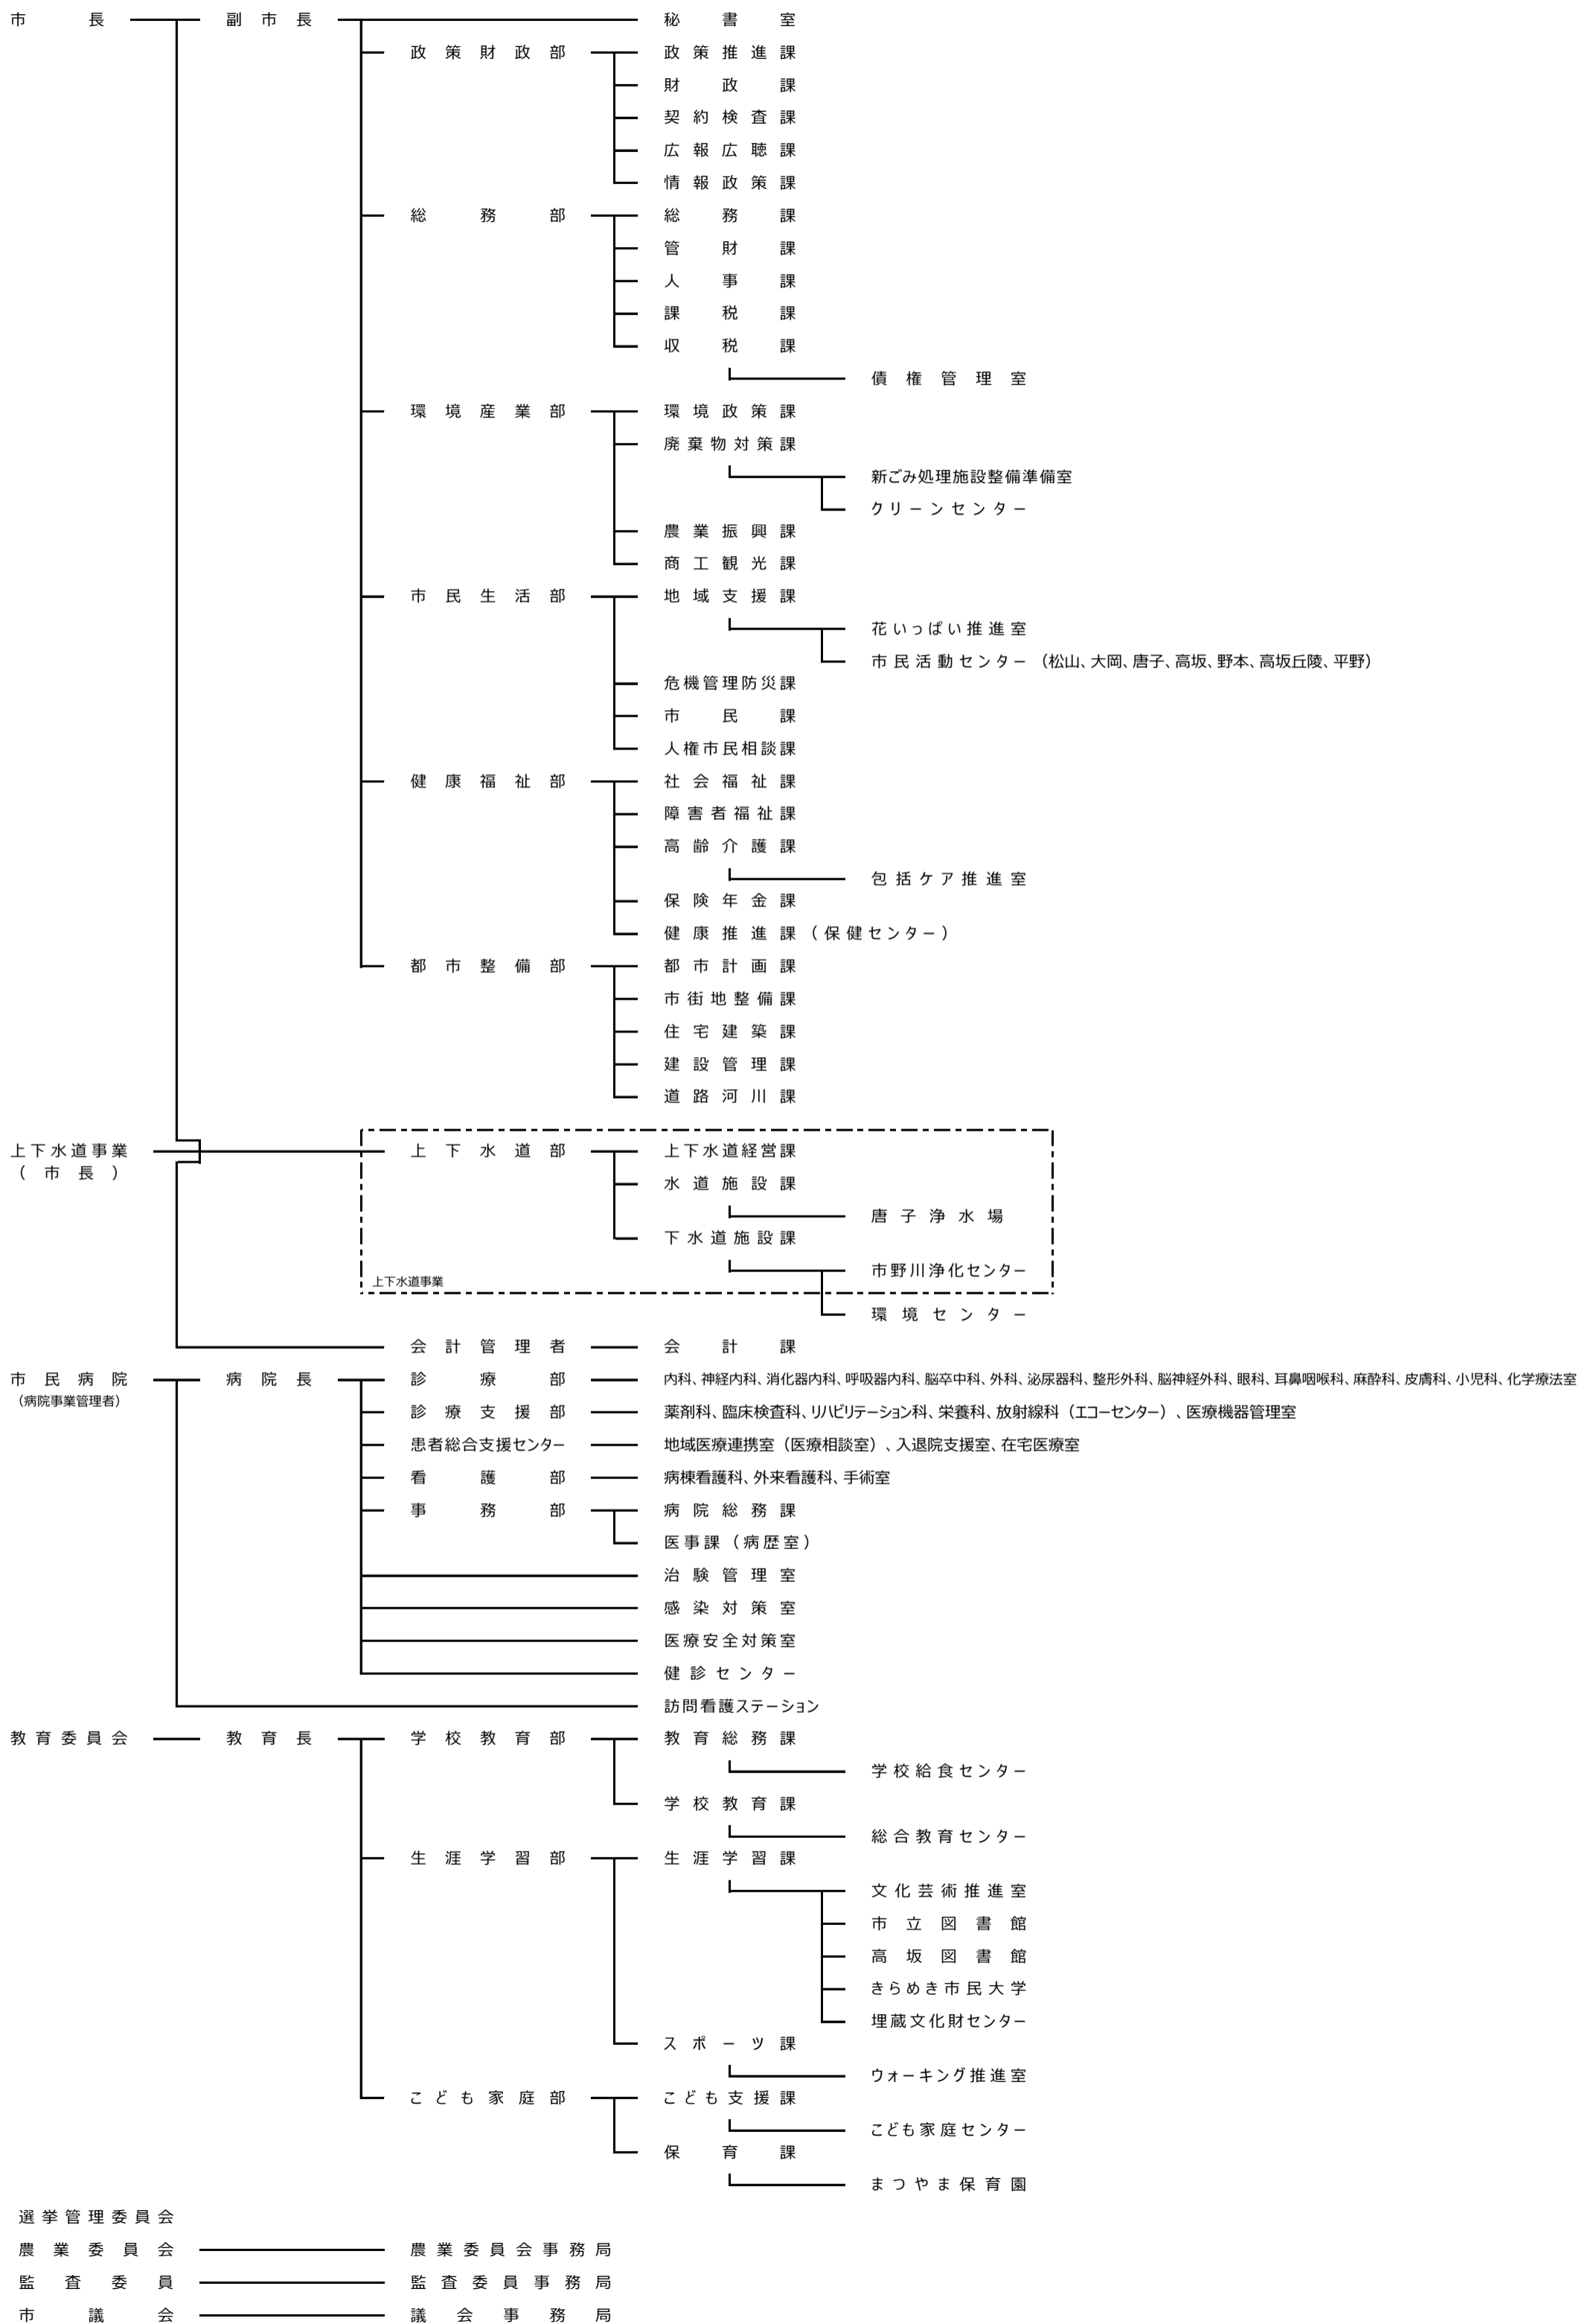 市長 副市長 秘書室
政策財政部 政策推進課
財政課
契約検査課
広報広聴課
情報政策課
総務部 総務課
管財課
人事課
課税課
収税課
債権管理室
環境産業部 環境政策課
廃棄物対策課
新ごみ処理施設整備準備室
クリーンセンター
農業振興課
商工観光課
市民生活部 地域支援課
花いっぱい推進室
市民活動センター（松山、大岡、唐子、高坂、野本、高坂丘陵、平野）
危機管理防災課
市民課
人権市民相談課
健康福祉部 社会福祉課
障害者福祉課
高齢介護課
包括ケア推進室
保険年金課
健康推進課（保健センター）
都市整備部 都市計画課
市街地整備課
住宅建築課
建設管理課
道路河川課
上下水道事業 上下水道部 上下水道経営課
（市長）
水道施設課
唐子浄水場
下水道施設課
市野川浄化センター
上下水道事業
環境センター
会計管理者 会計課
市民病院 病院長 診療部 内科、神経内科、消化器内科、呼吸器内科、脳卒中科、外科、泌尿器科、整形外科、脳神経外科、眼科、耳鼻咽喉科、麻酔科、皮膚科、小児科、化学療法室
（病院事業管理者）
診療支援部 薬剤科、臨床検査科、リハビリテーション科、栄養科、放射線科（エコーセンター）、医療機器管理室
患者総合支援センター 地域医療連携室（医療相談室）、入退院支援室、在宅医療室
看護部 病棟看護科、外来看護科、手術室
事務部 病院総務課
医事課（病歴室）
治験管理室
感染対策室
医療安全対策室
健診センター
訪問看護ステーション
教育委員会 教育長 学校教育部 教育総務課
学校給食センター
学校教育課
総合教育センター
生涯学習部 生涯学習課
文化芸術推進室
市立図書館
高坂図書館
きらめき市民大学
埋蔵文化財センター
スポーツ課
ウォーキング推進室
こども家庭部 こども支援課
こども家庭センター
保育課
まつやま保育園
選挙管理委員会
農業委員会 農業委員会事務局
監査委員 監査委員事務局
市議会 議会事務局